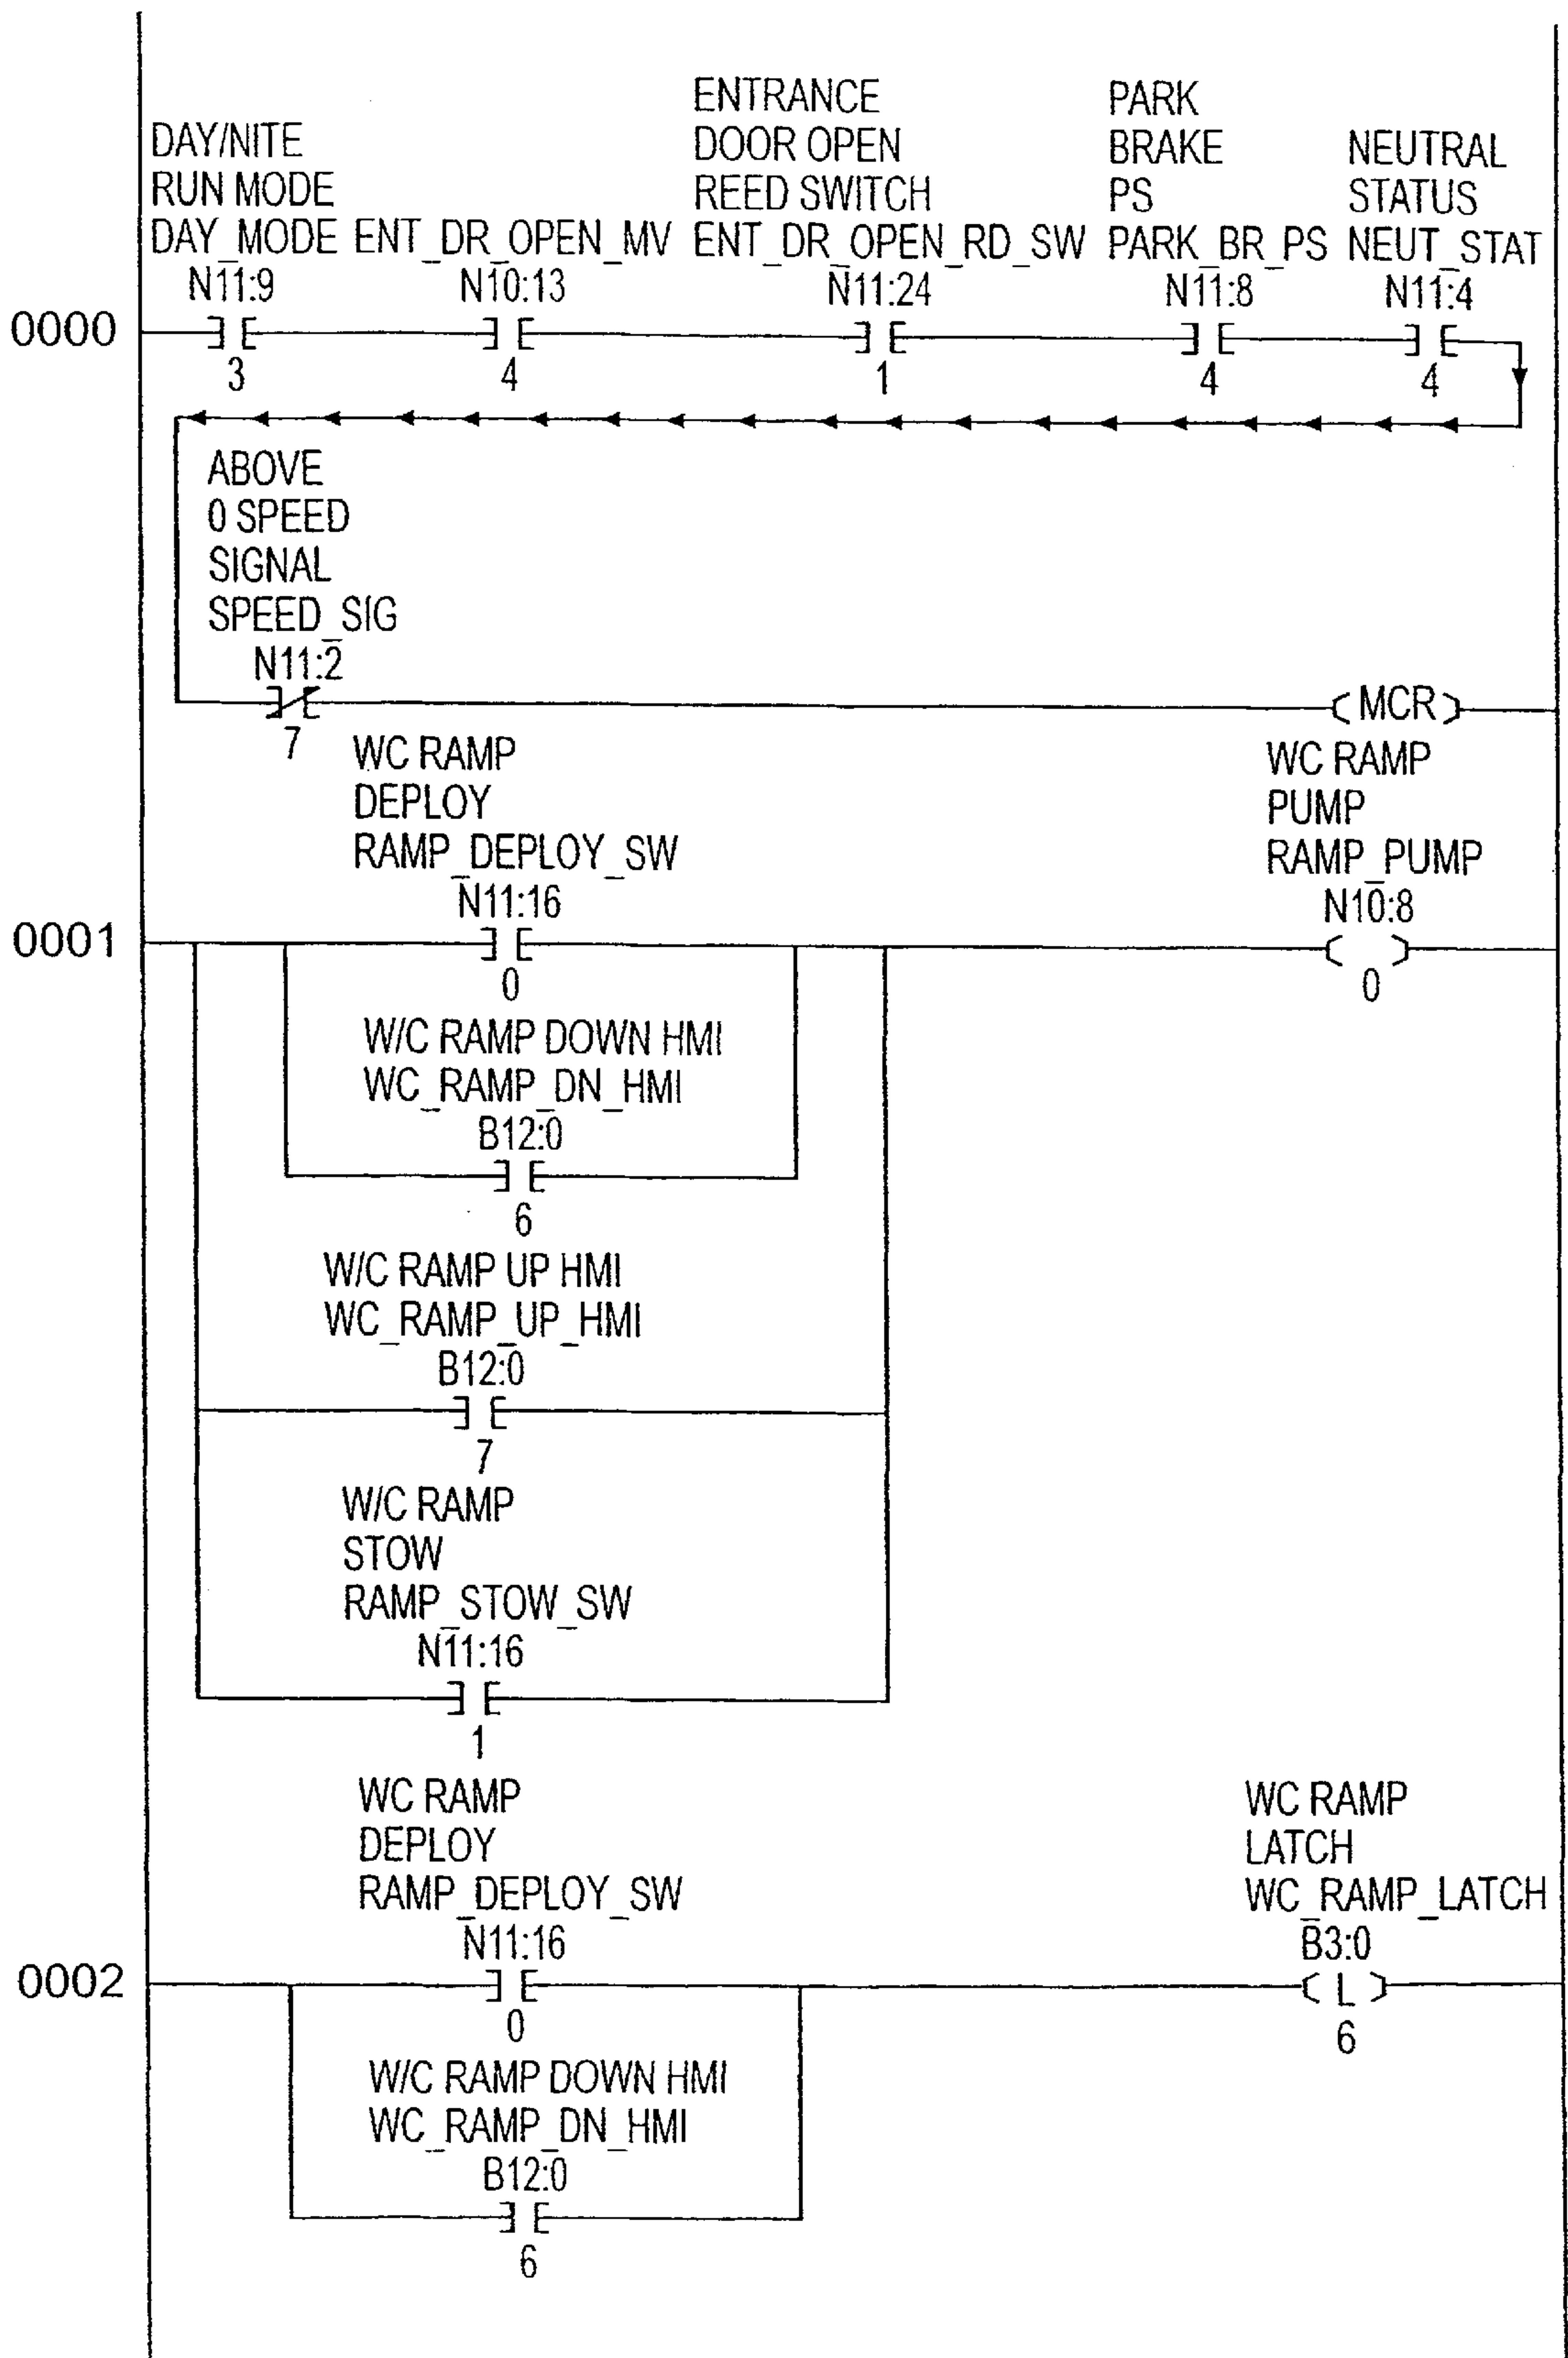 DAY/NITE
RUN MODE
DAY_MODE
N11:9
3
ENT_DR_OPEN_MV
N10:13
4
ENTRANCE
DOOR OPEN
REED SWITCH
ENT_DR_OPEN_RD_SW
N11:24
1
PARK
BRAKE
PS
PARK_BR_PS
N11:8
4
NEUTRAL
STATUS
NEUT_STAT
N11:4
4
0000
ABOVE
0 SPEED
SIGNAL
SPEED_SIG
N11:2
7
MCR
WC RAMP
DEPLOY
RAMP_DEPLOY_SW
N11:16
0
WC RAMP
PUMP
RAMP_PUMP
N10:8
0
0001
W/C RAMP DOWN HMI
WC_RAMP_DN_HMI
B12:0
6
W/C RAMP UP HMI
WC_RAMP_UP_HMI
B12:0
7
W/C RAMP
STOW
RAMP_STOW_SW
N11:16
1
WC RAMP
DEPLOY
RAMP_DEPLOY_SW
N11:16
0
WC RAMP
LATCH
WC_RAMP_LATCH
B3:0
L
6
0002
W/C RAMP DOWN HMI
WC_RAMP_DN_HMI
B12:0
6